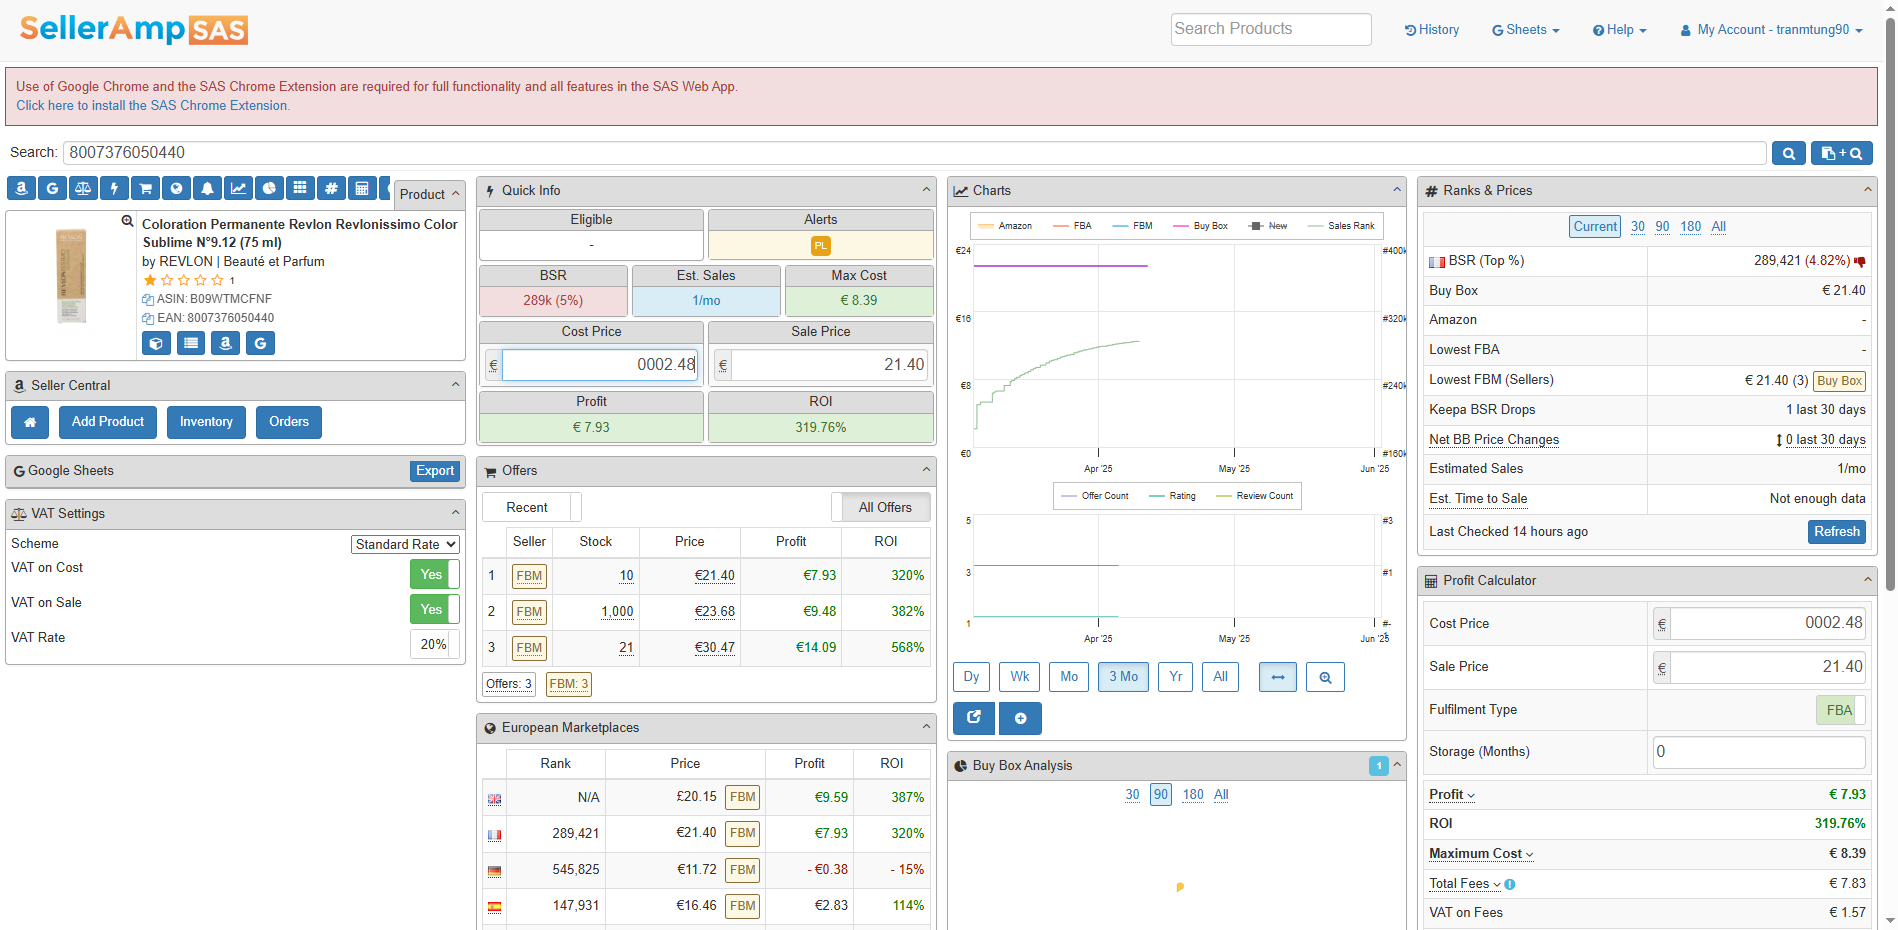 SellerAmp SAS
Search Products
History
Sheets
Help
My Account - tranmtung90
Use of Google Chrome and the SAS Chrome Extension are required for full functionality and all features in the SAS Web App.
Click here to install the SAS Chrome Extension.
Search: 8007376050440
Product
Coloration Permanente Revlon Revlonissimo Color
Sublime N°9.12 (75 ml)
by REVLON | Beauté et Parfum
1
ASIN: B09WTMCFNF
EAN: 8007376050440
Seller Central
Add Product Inventory Orders
Google Sheets Export
VAT Settings
Scheme Standard Rate
VAT on Cost Yes
VAT on Sale Yes
VAT Rate 20%
Quick Info
Eligible Alerts
- PL
BSR Est. Sales Max Cost
289k (5%) 1/mo € 8.39
Cost Price Sale Price
€ 0002.48 € 21.40
Profit ROI
€ 7.93 319.76%
Offers
Recent All Offers
Seller Stock Price Profit ROI
1 FBM 10 €21.40 €7.93 320%
2 FBM 1,000 €23.68 €9.48 382%
3 FBM 21 €30.47 €14.09 568%
Offers: 3 FBM: 3
European Marketplaces
Rank Price Profit ROI
N/A £20.15 FBM €9.59 387%
289,421 €21.40 FBM €7.93 320%
545,825 €11.72 FBM - €0.38 - 15%
147,931 €16.46 FBM €2.83 114%
Charts
Amazon FBA FBM Buy Box New Sales Rank
€24 #400k
€16 #320k
€8 #240k
€0 #160k
Apr '25 May '25 Jun '25
Offer Count Rating Review Count
5 #3
3 #1
1 #-
Apr '25 May '25 Jun '25
Dy Wk Mo 3 Mo Yr All
Buy Box Analysis 1
30 90 180 All
Ranks & Prices
Current 30 90 180 All
BSR (Top %) 289,421 (4.82%)
Buy Box € 21.40
Amazon -
Lowest FBA -
Lowest FBM (Sellers) € 21.40 (3) Buy Box
Keepa BSR Drops 1 last 30 days
Net BB Price Changes 0 last 30 days
Estimated Sales 1/mo
Est. Time to Sale Not enough data
Last Checked 14 hours ago Refresh
Profit Calculator
Cost Price € 0002.48
Sale Price € 21.40
Fulfilment Type FBA
Storage (Months) 0
Profit € 7.93
ROI 319.76%
Maximum Cost € 8.39
Total Fees € 7.83
VAT on Fees € 1.57